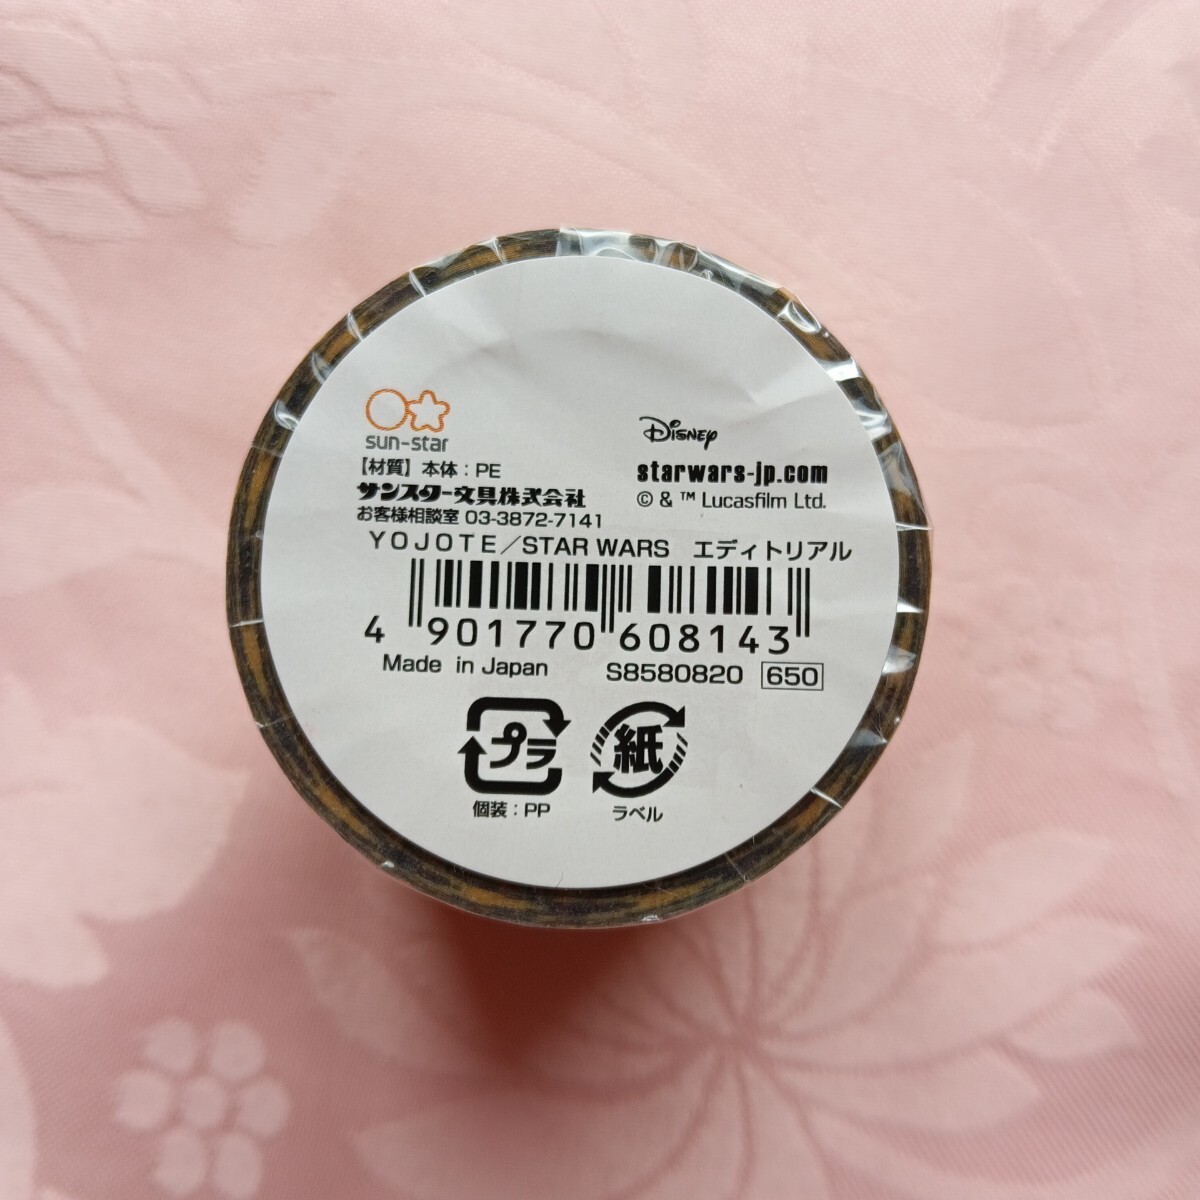 sun-star
Disney
【材質】本体:PE
starwars-jp.com
サンスター文具株式会社
© & ™ Lucasfilm Ltd.
お客様相談室 03-3872-7141
YOJOTE/STAR WARS エディトリアル
4 901770 608143
Made in Japan S8580820 650
プラ 紙
個装:PP ラベル